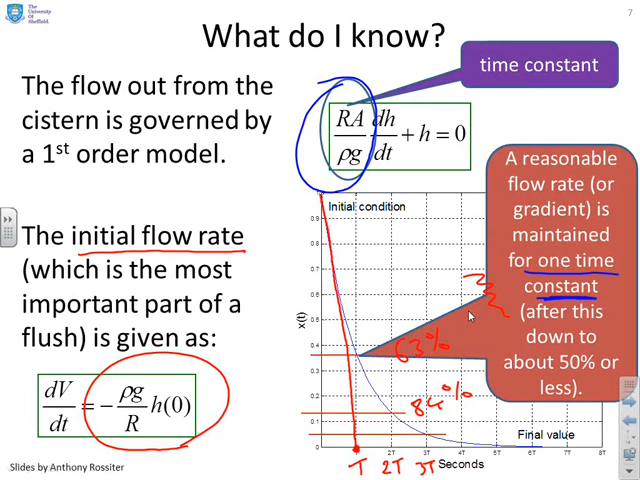 The
University
Of
Sheffield.
7
What do I know?
time constant
The flow out from the
cistern is governed by
a 1st order model.
RA/ρg dh/dt + h = 0
A reasonable
flow rate (or
gradient) is
maintained
for one time
constant
(after this
down to
about 50% or
less).
The initial flow rate
(which is the most
important part of a
flush) is given as:
dV/dt = − ρg/R h(0)
Initial condition
0.9
0.8
0.7
0.6
0.5
0.4
0.3
0.2
0.1
0
x(t)
63%
84%
Final value
2T 3T 4T 5T 6T 7T 8T
T 2T 3T
Seconds
Slides by Anthony Rossiter